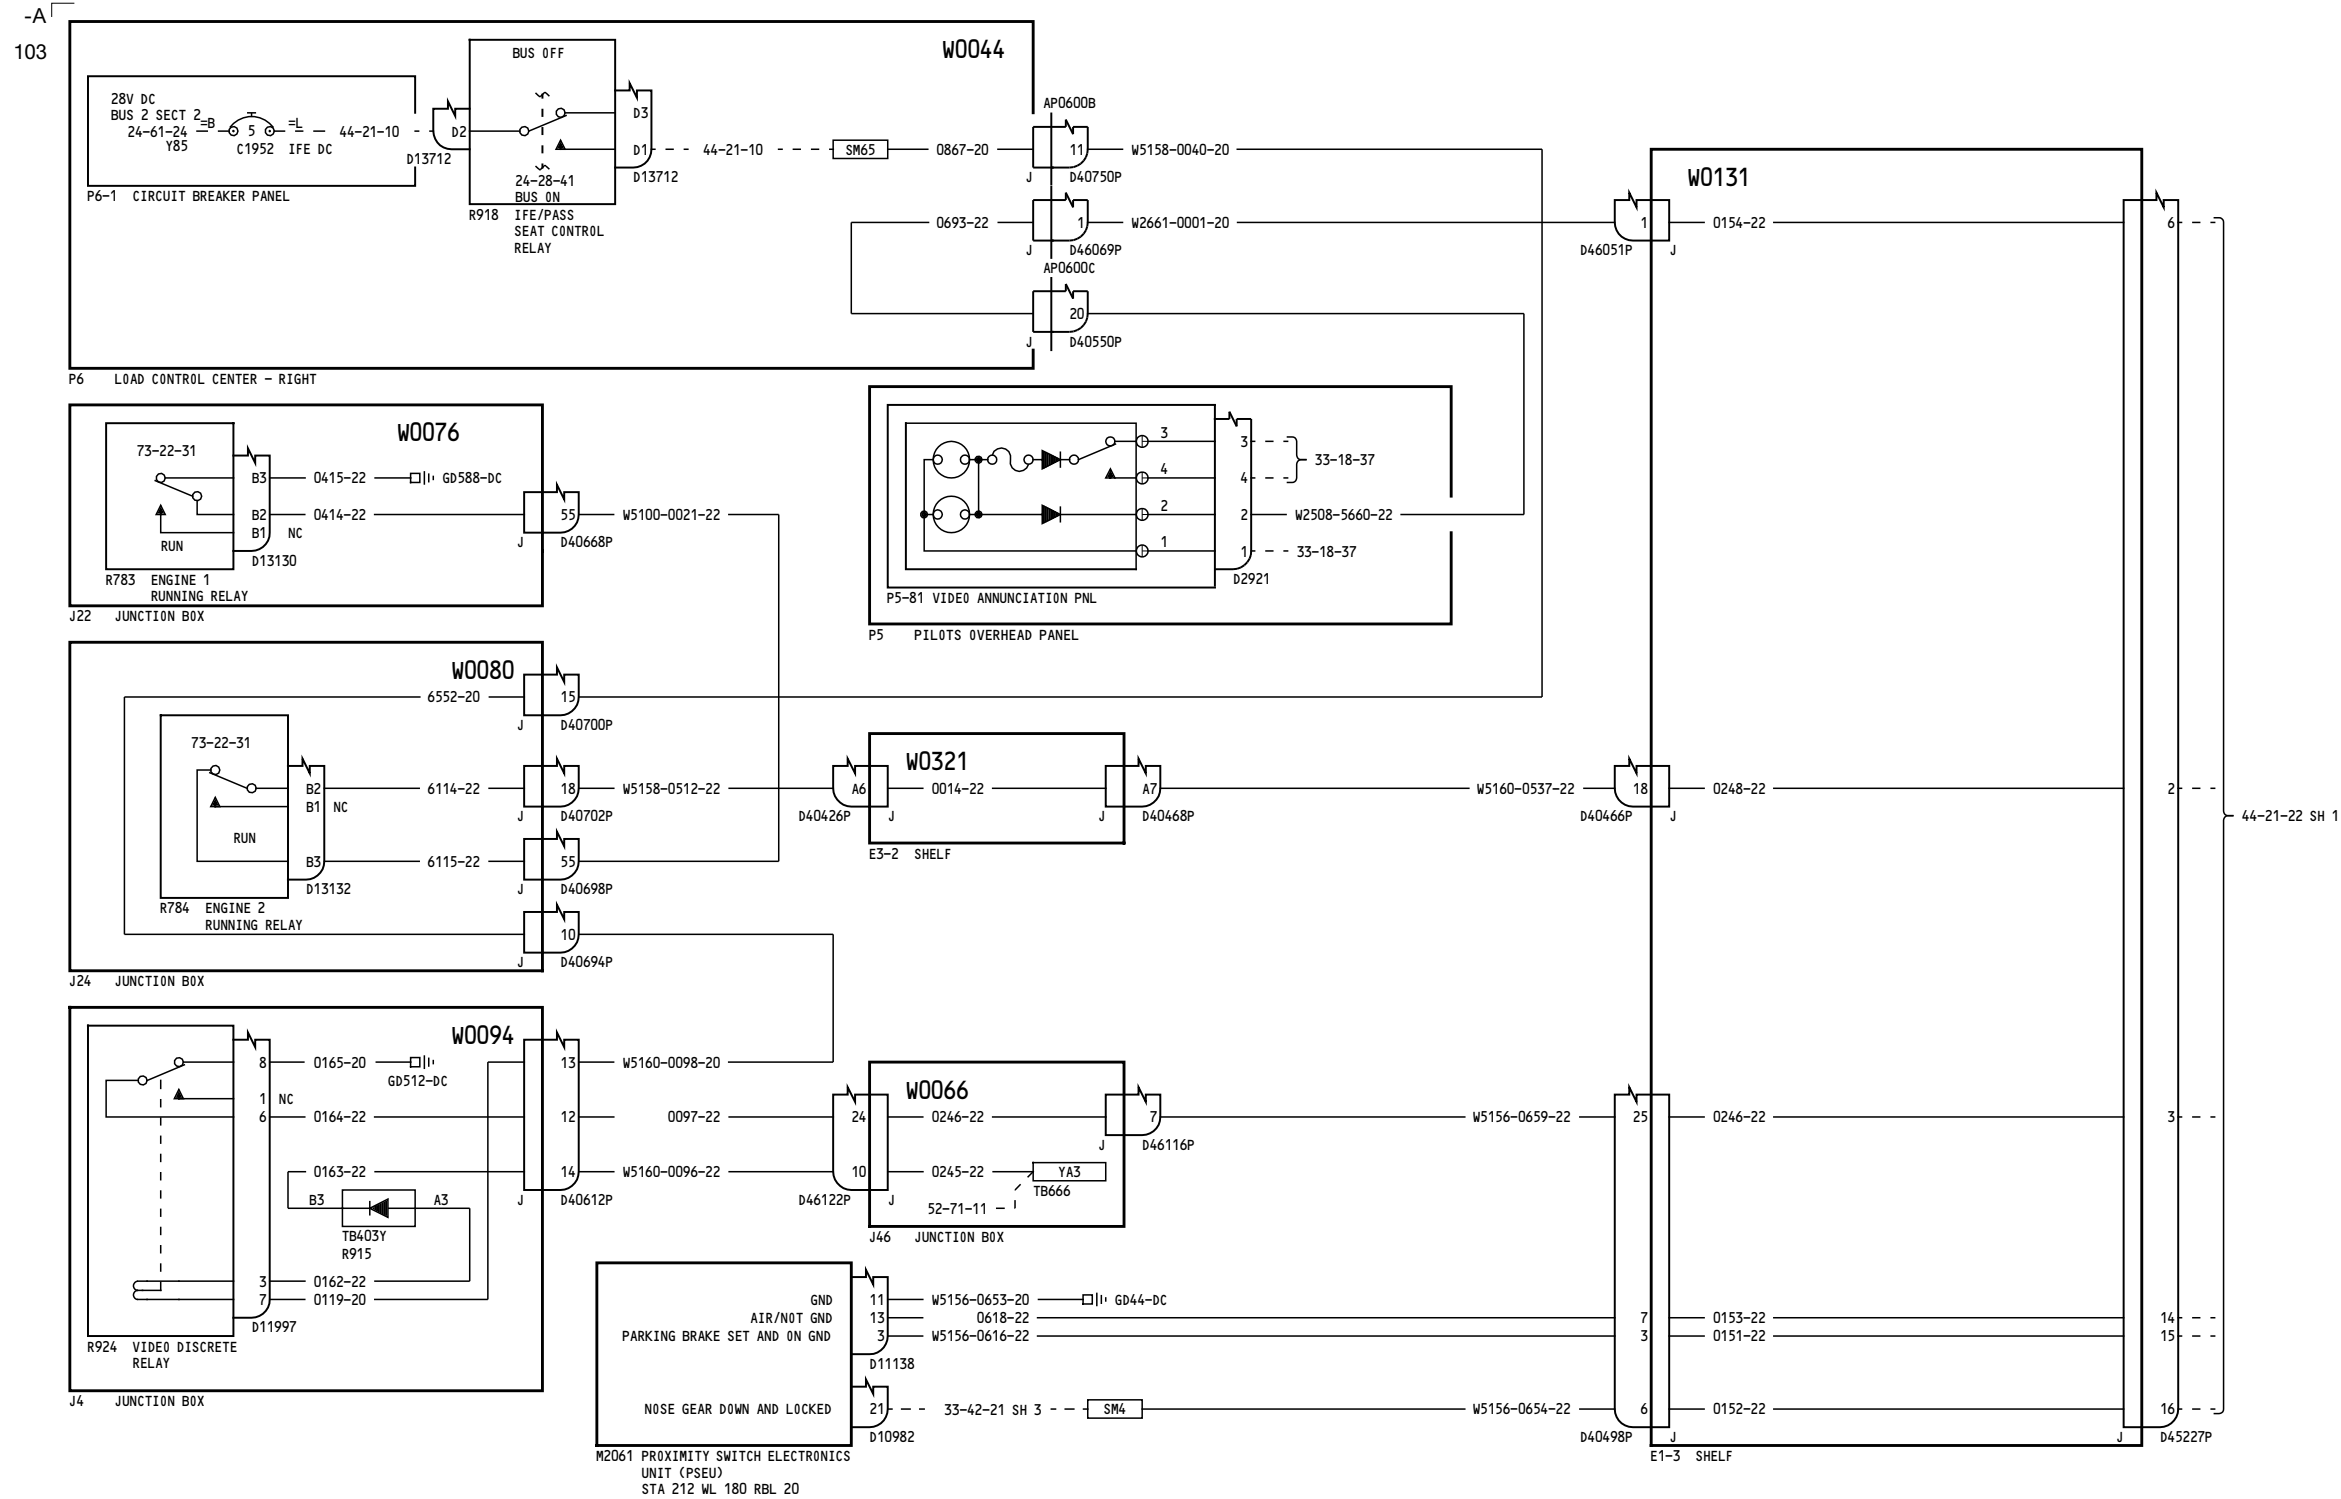 -A
103
BUS OFF
W0044
28V DC
BUS 2 SECT 2
24-61-24
Y85
=B
5
=L
C1952 IFE DC
44-21-10
D2
D13712
D3
D1
D13712
24-28-41
BUS ON
P6-1 CIRCUIT BREAKER PANEL
R918 IFE/PASS
SEAT CONTROL
RELAY
44-21-10
SM65
0867-20
AP0600B
11
J D40750P
W5158-0040-20
0693-22
1
W2661-0001-20
J D46069P
AP0600C
20
J D40550P
P6 LOAD CONTROL CENTER – RIGHT
W0131
1
D46051P J
0154-22
6
W0076
73-22-31
B3 0415-22 GD588-DC
B2 0414-22
B1 NC
RUN
D13130
55
W5100-0021-22
J D40668P
R783 ENGINE 1
RUNNING RELAY
J22 JUNCTION BOX
3 3
33-18-37
4 4
2 2 W2508-5660-22
1 1 33-18-37
D2921
P5-81 VIDEO ANNUNCIATION PNL
P5 PILOTS OVERHEAD PANEL
W0080
6552-20 15
J D40700P
73-22-31
B2 6114-22 18 W5158-0512-22
B1 NC
J D40702P
RUN
B3 6115-22 55
D13132
J D40698P
R784 ENGINE 2
RUNNING RELAY
10
J D40694P
J24 JUNCTION BOX
W0321
A6 0014-22 A7
D40426P J
J D40468P
E3-2 SHELF
W5160-0537-22 18 0248-22 2
D40466P J
44-21-22 SH 1
W0094
8 0165-20
GD512-DC
1 NC
6 0164-22
13 W5160-0098-20
12 0097-22
0163-22 14 W5160-0096-22
J D40612P
B3 A3
TB403Y
R915
3 0162-22
7 0119-20
D11997
R924 VIDEO DISCRETE
RELAY
J4 JUNCTION BOX
W0066
24 0246-22 7
J D46116P
10 0245-22 YA3
TB666
D46122P J
52-71-11
J46 JUNCTION BOX
W5156-0659-22 25 0246-22 3
GND 11 W5156-0653-20 GD44-DC
AIR/NOT GND 13 0618-22 7 0153-22 14
PARKING BRAKE SET AND ON GND 3 W5156-0616-22 3 0151-22 15
D11138
NOSE GEAR DOWN AND LOCKED 21 33-42-21 SH 3 SM4 W5156-0654-22 6 0152-22 16
D10982
D40498P J
J D45227P
M2061 PROXIMITY SWITCH ELECTRONICS
UNIT (PSEU)
STA 212 WL 180 RBL 20
E1-3 SHELF